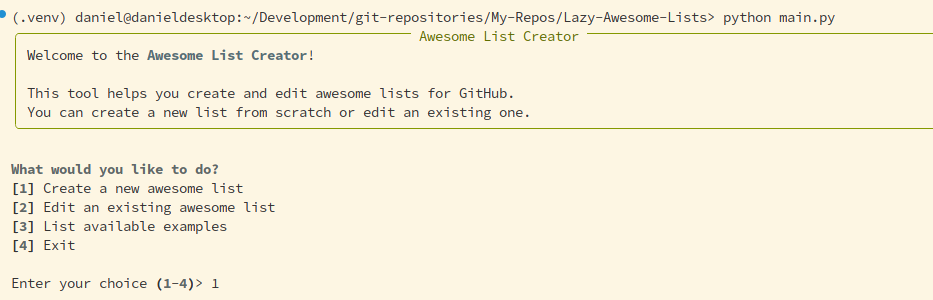 (.venv) daniel@danieldesktop:~/Development/git-repositories/My-Repos/Lazy-Awesome-Lists> python main.py
Awesome List Creator
Welcome to the Awesome List Creator!
This tool helps you create and edit awesome lists for GitHub.
You can create a new list from scratch or edit an existing one.
What would you like to do?
[1] Create a new awesome list
[2] Edit an existing awesome list
[3] List available examples
[4] Exit
Enter your choice (1-4)> 1